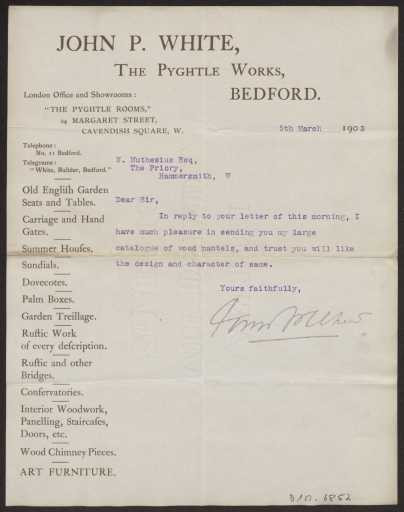 JOHN P. WHITE,
THE PYGHTLE WORKS,
BEDFORD.
London Office and Showrooms :
"THE PYGHTLE ROOMS,"
24 MARGARET STREET,
CAVENDISH SQUARE, W.
5th March 1903
Telephone:
No. 11 Bedford.
Telegrams:
"White, Builder, Bedford."
H. Muthesius Esq,
The Priory,
Hammersmith, W
Dear Sir,
In reply to your letter of this morning, I
have much pleasure in sending you my large
catalogue of wood mantels, and trust you will like
the design and character of same.
Yours faithfully,
John P. White
Old Engliſh Garden
Seats and Tables.
Carriage and Hand
Gates.
Summer Houſes.
Sundials.
Dovecotes.
Palm Boxes.
Garden Treillage.
Ruſtic Work
of every deſcription.
Ruſtic and other
Bridges.
Conſervatories.
Interior Woodwork,
Panelling, Staircaſes,
Doors, etc.
Wood Chimney Pieces.
ART FURNITURE.
6852